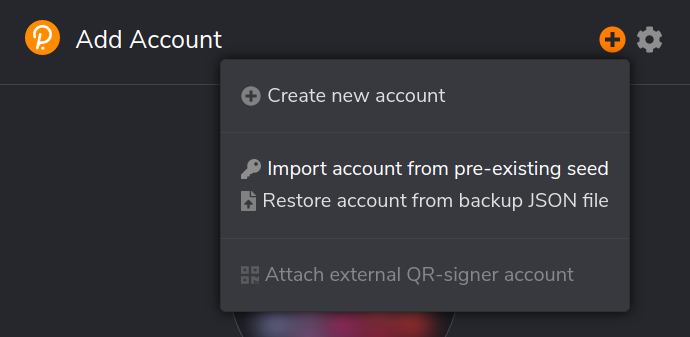 Add Account
Create new account
Import account from pre-existing seed
Restore account from backup JSON file
Attach external QR-signer account